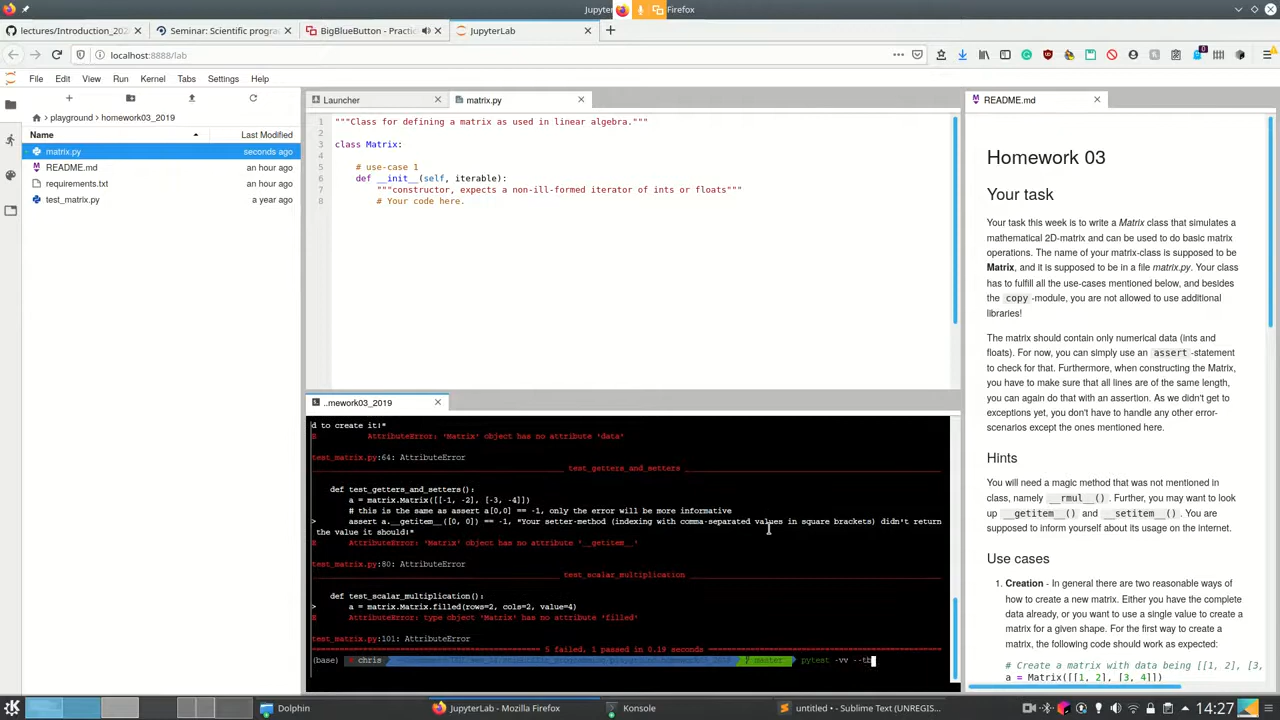 Jupyter Firefox
lectures/Introduction_202
Seminar: Scientific progra
BigBlueButton - Practic
JupyterLab
localhost:8888/lab
File Edit View Run Kernel Tabs Settings Help
playground homework03_2019
Name Last Modified
matrix.py seconds ago
README.md an hour ago
requirements.txt an hour ago
test_matrix.py a year ago
Launcher
matrix.py
1 """Class for defining a matrix as used in linear algebra."""
2
3 class Matrix:
4
5 # use-case 1
6 def __init__(self, iterable):
7 """constructor, expects a non-ill-formed iterator of ints or floats"""
8 # Your code here.
..mework03_2019
d to create it!"
E AttributeError: 'Matrix' object has no attribute 'data'
test_matrix.py:64: AttributeError
test_getters_and_setters
def test_getters_and_setters():
a = matrix.Matrix([[-1, -2], [-3, -4]])
# this is the same as assert a[0,0] == -1, only the error will be more informative
> assert a.__getitem__([0, 0]) == -1, "Your setter-method (indexing with comma-separated values in square brackets) didn't return
the value it should!"
E AttributeError: 'Matrix' object has no attribute '__getitem__'
test_matrix.py:80: AttributeError
test_scalar_multiplication
def test_scalar_multiplication():
> a = matrix.Matrix.filled(rows=2, cols=2, value=4)
E AttributeError: type object 'Matrix' has no attribute 'filled'
test_matrix.py:101: AttributeError
5 failed, 1 passed in 0.19 seconds
(base) chris master pytest -vv --tb
README.md
Homework 03
Your task
Your task this week is to write a Matrix class that simulates a
mathematical 2D-matrix and can be used to do basic matrix
operations. The name of your matrix-class is supposed to be
Matrix, and it is supposed to be in a file matrix.py. Your class
has to fulfill all the use-cases mentioned below, and besides
the copy -module, you are not allowed to use additional
libraries!
The matrix should contain only numerical data (ints and
floats). For now, you can simply use an assert -statement
to check for that. Furthermore, when constructing the Matrix,
you have to make sure that all lines are of the same length,
you can again do that with an assertion. As we didn't get to
exceptions yet, you don't have to handle any other error-
scenarios except the ones mentioned here.
Hints
You will need a magic method that was not mentioned in
class, namely __rmul__() . Further, you may want to look
up __getitem__() and __setitem__() . You are
supposed to inform yourself about its usage on the internet.
Use cases
1. Creation - In general there are two reasonable ways of
how to create a new matrix. Either you have the complete
data already, or you want to use a single value to create a
matrix for a given shape. For the first way to create a
matrix, the following code should work as expected:
# Create a matrix with data being [[1, 2], [3,
a = Matrix([[1, 2], [3, 4]])
Dolphin
JupyterLab - Mozilla Firefox
Konsole
untitled • - Sublime Text (UNREGIS...
14:27